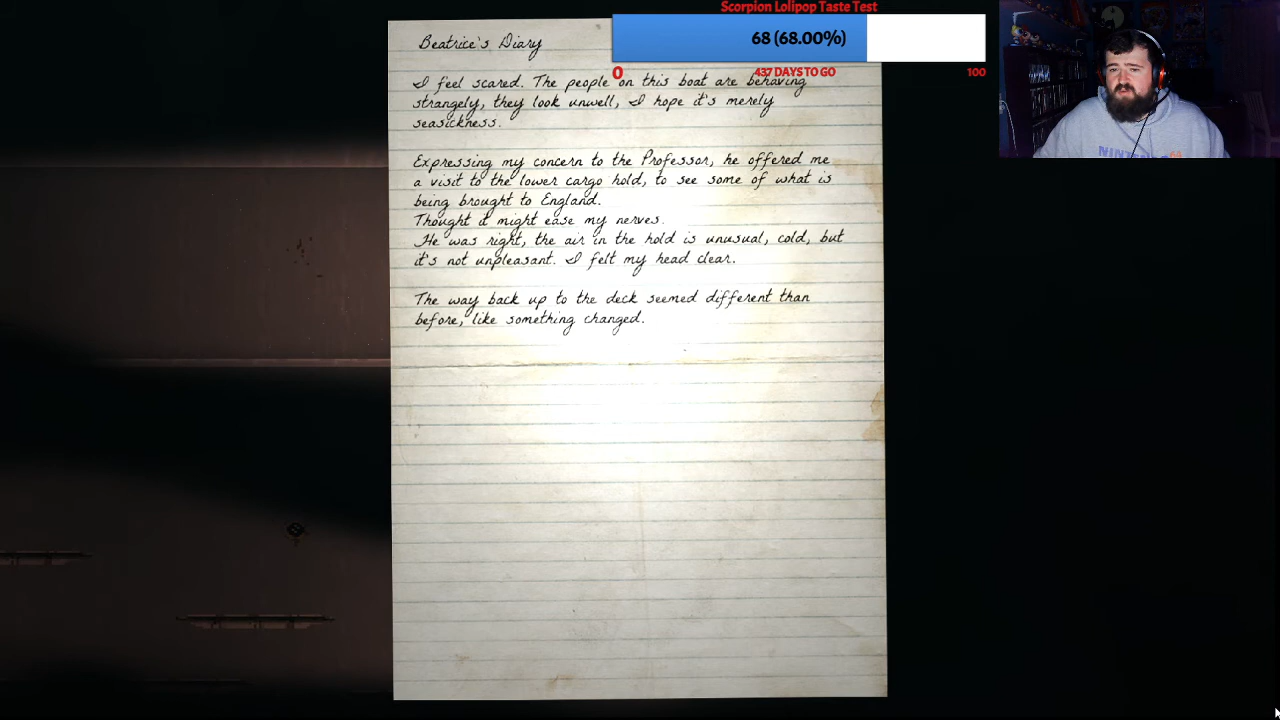 Scorpion Lolipop Taste Test
68 (68.00%)
0
437 DAYS TO GO
100
Beatrice's Diary
I feel scared. The people on this boat are behaving
strangely, they look unwell, I hope it's merely
seasickness.
Expressing my concern to the Professor, he offered me
a visit to the lower cargo hold, to see some of what is
being brought to England.
Thought it might ease my nerves.
He was right, the air in the hold is unusual, cold, but
it's not unpleasant. I felt my head clear.
The way back up to the deck seemed different than
before, like something changed.
NINTENDO 64